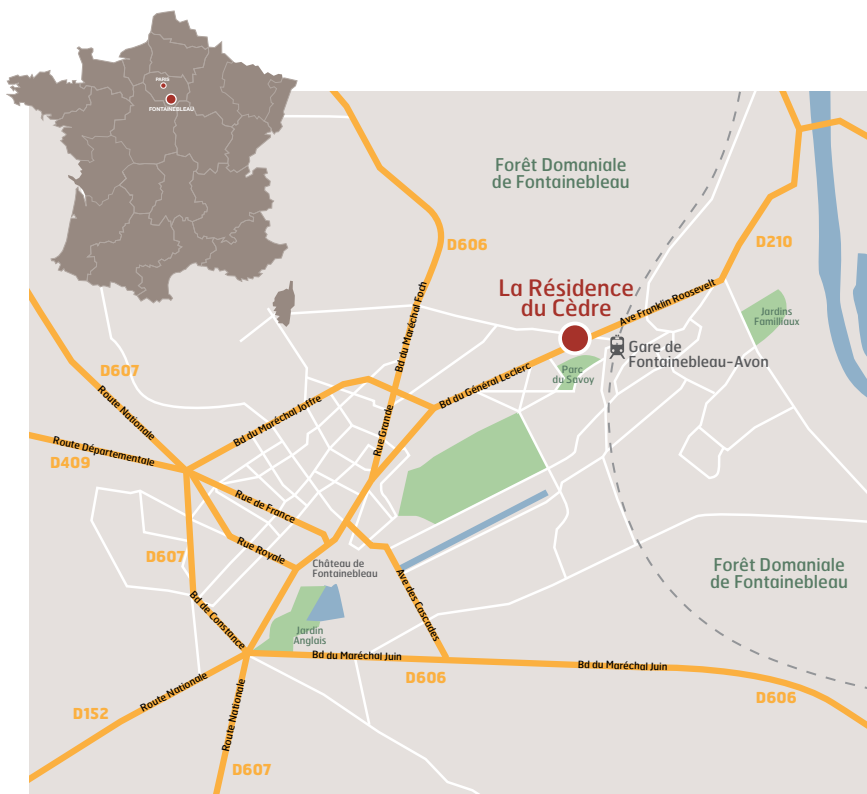 PARIS
FONTAINEBLEAU
Forêt Domaniale
de Fontainebleau
D606
D210
Bd du Maréchal Foch
La Résidence
du Cèdre
Ave Franklin Roosevelt
Jardins
Familliaux
Gare de
Fontainebleau-Avon
Parc
du Savoy
Bd du Général Leclerc
D607
Route Nationale
Bd du Maréchal Joffre
Rue Grande
Route Départementale
D409
Rue de France
Rue Royale
D607
Château de
Fontainebleau
Ave des Cascades
Forêt Domaniale
de Fontainebleau
Bd de Constance
Jardin
Anglais
Bd du Maréchal Juin
Bd du Maréchal Juin
D606
D606
Route Nationale
D152
Route Nationale
D607